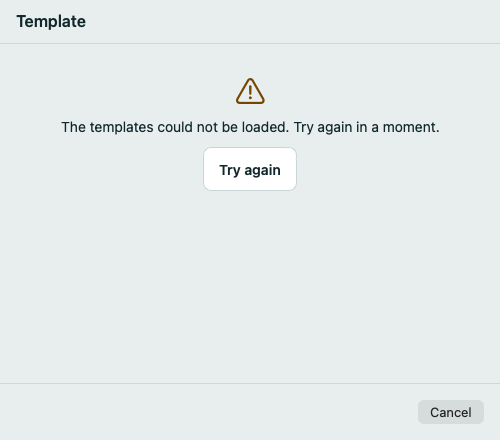 Template
The templates could not be loaded. Try again in a moment.
Try again
Cancel